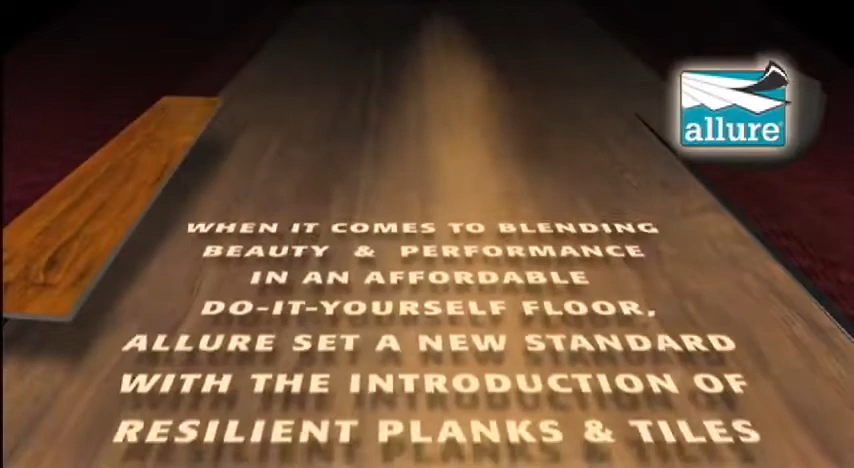 allure
WHEN IT COMES TO BLENDING
BEAUTY & PERFORMANCE
IN AN AFFORDABLE
DO-IT-YOURSELF FLOOR,
ALLURE SET A NEW STANDARD
WITH THE INTRODUCTION OF
RESILIENT PLANKS & TILES